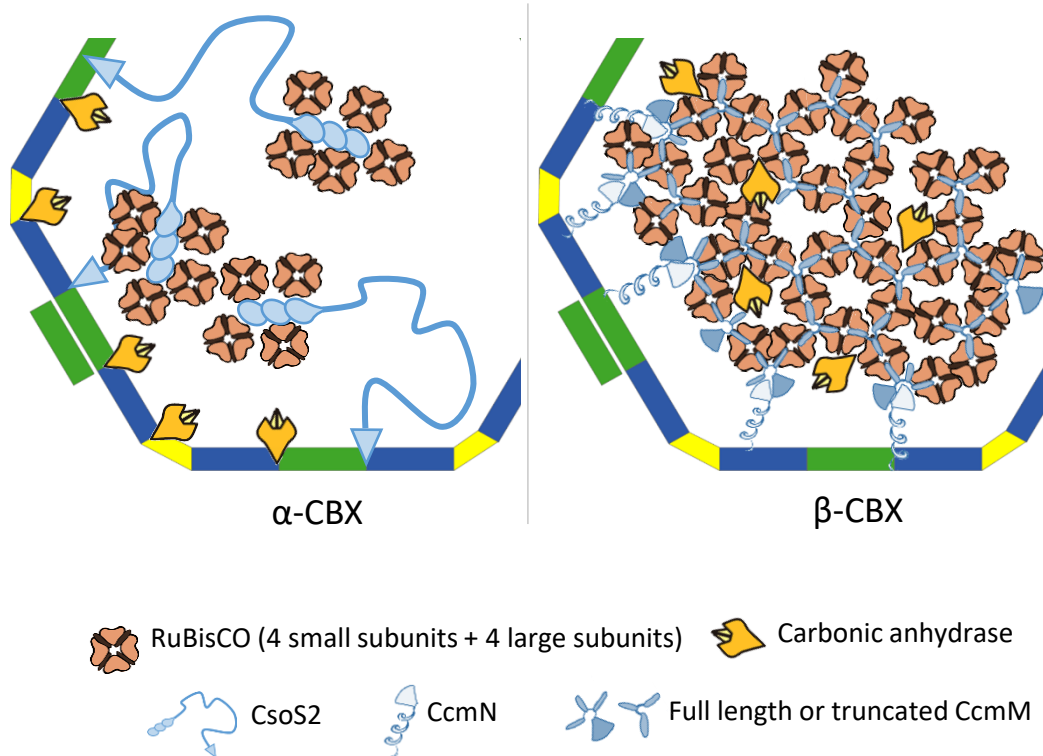 α-CBX
β-CBX
RuBisCO (4 small subunits + 4 large subunits)
Carbonic anhydrase
CsoS2
CcmN
Full length or truncated CcmM